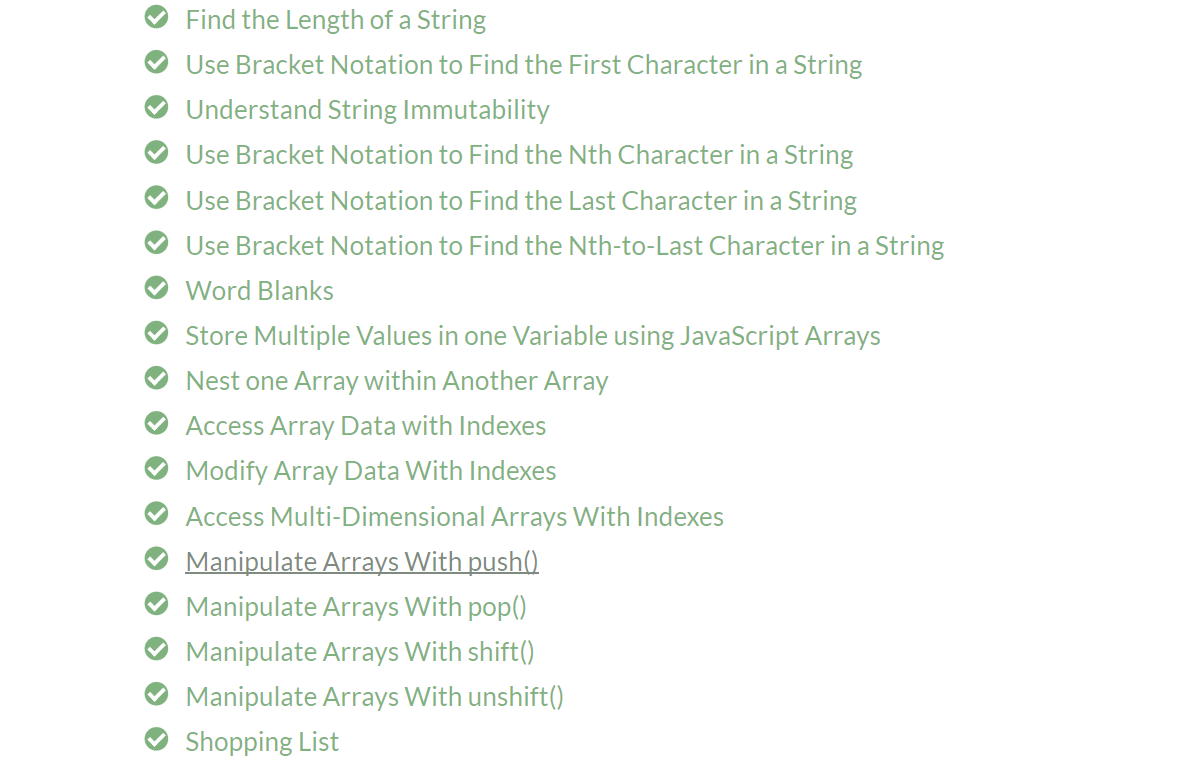 Find the Length of a String
Use Bracket Notation to Find the First Character in a String
Understand String Immutability
Use Bracket Notation to Find the Nth Character in a String
Use Bracket Notation to Find the Last Character in a String
Use Bracket Notation to Find the Nth-to-Last Character in a String
Word Blanks
Store Multiple Values in one Variable using JavaScript Arrays
Nest one Array within Another Array
Access Array Data with Indexes
Modify Array Data With Indexes
Access Multi-Dimensional Arrays With Indexes
Manipulate Arrays With push()
Manipulate Arrays With pop()
Manipulate Arrays With shift()
Manipulate Arrays With unshift()
Shopping List